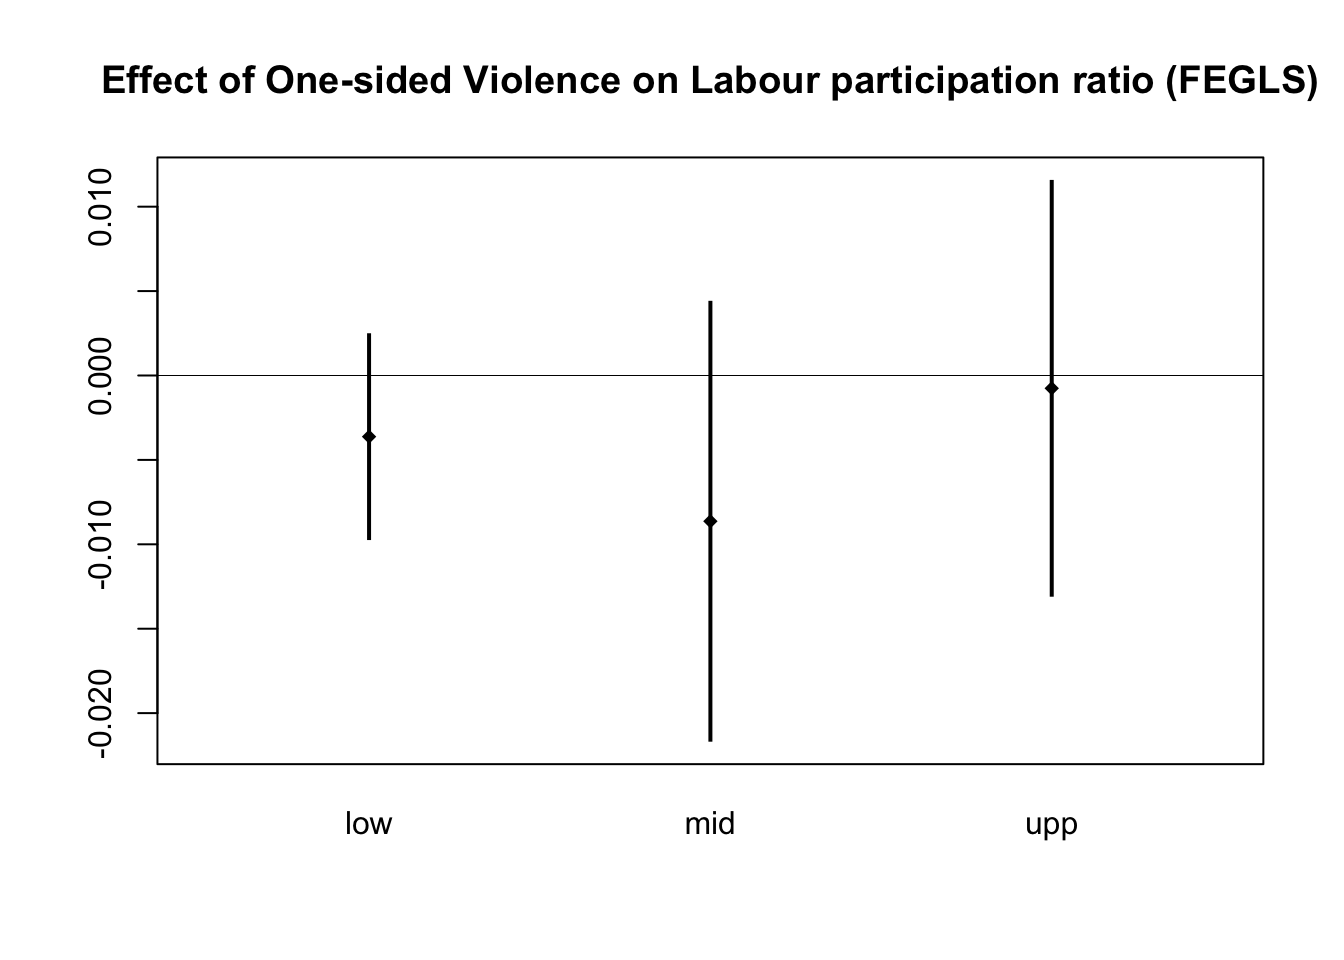 Effect of One-sided Violence on Labour participation ratio (FEGLS)
0.010
0.000
-0.010
-0.020
low mid upp